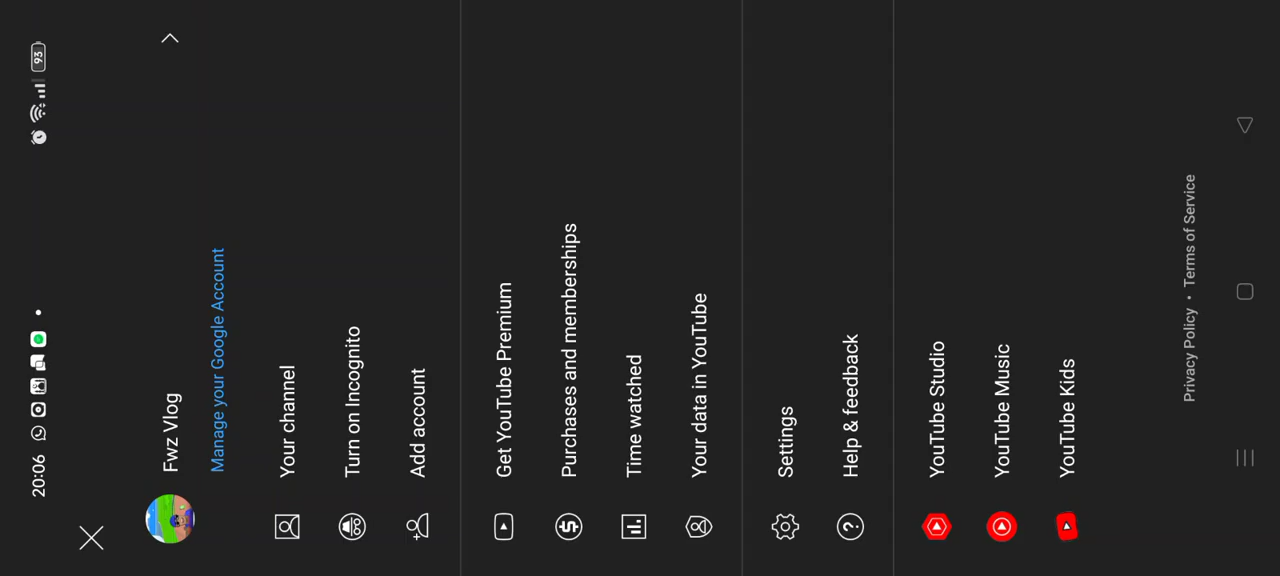 20:06
93
Fwz Vlog
Manage your Google Account
Your channel
Turn on Incognito
Add account
Get YouTube Premium
Purchases and memberships
Time watched
Your data in YouTube
Settings
Help & feedback
YouTube Studio
YouTube Music
YouTube Kids
Privacy Policy • Terms of Service